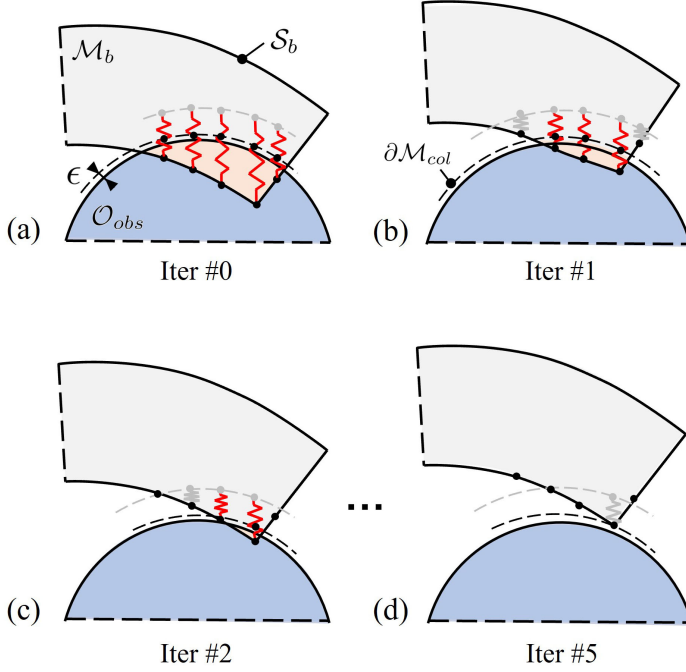 𝓜_b
𝓢_b
ϵ
𝓞_obs
(a)
Iter #0
∂𝓜_col
(b)
Iter #1
(c)
Iter #2
...
(d)
Iter #5